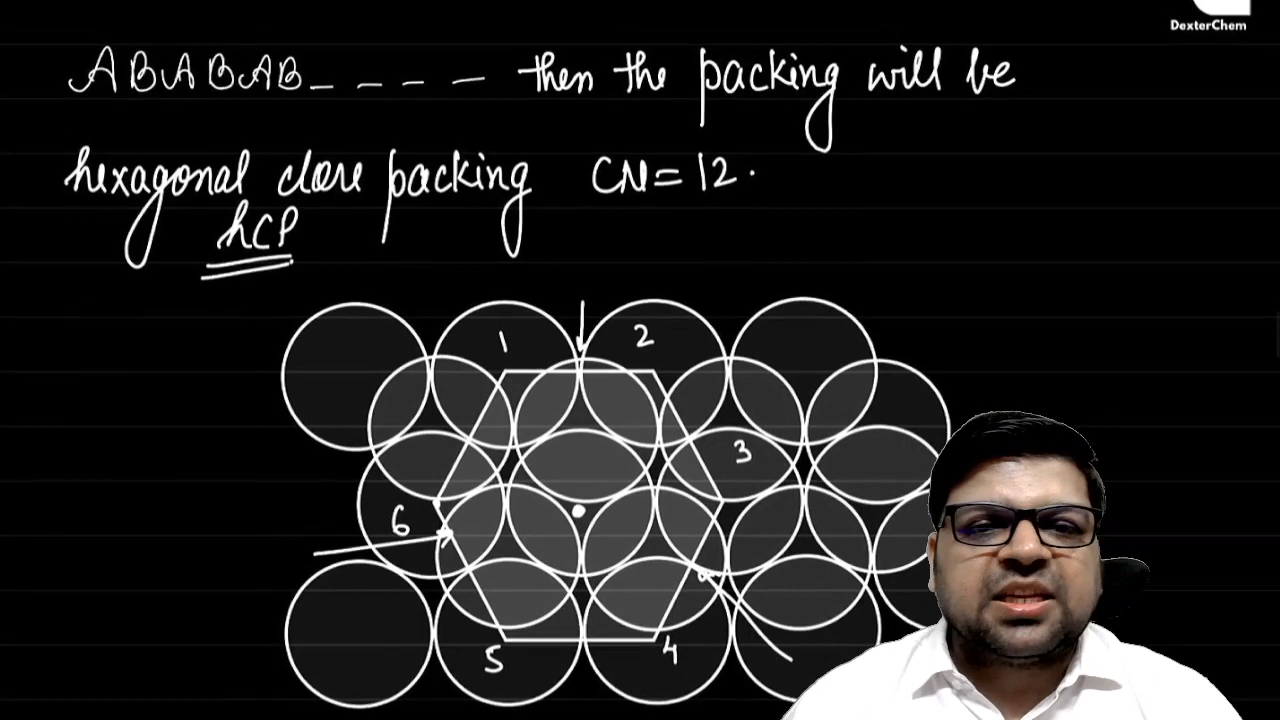 DexterChem
ABABAB_ _ _ _ _ then the packing will be
hexagonal close packing CN=12.
hCP
1 2
3
6
5 4